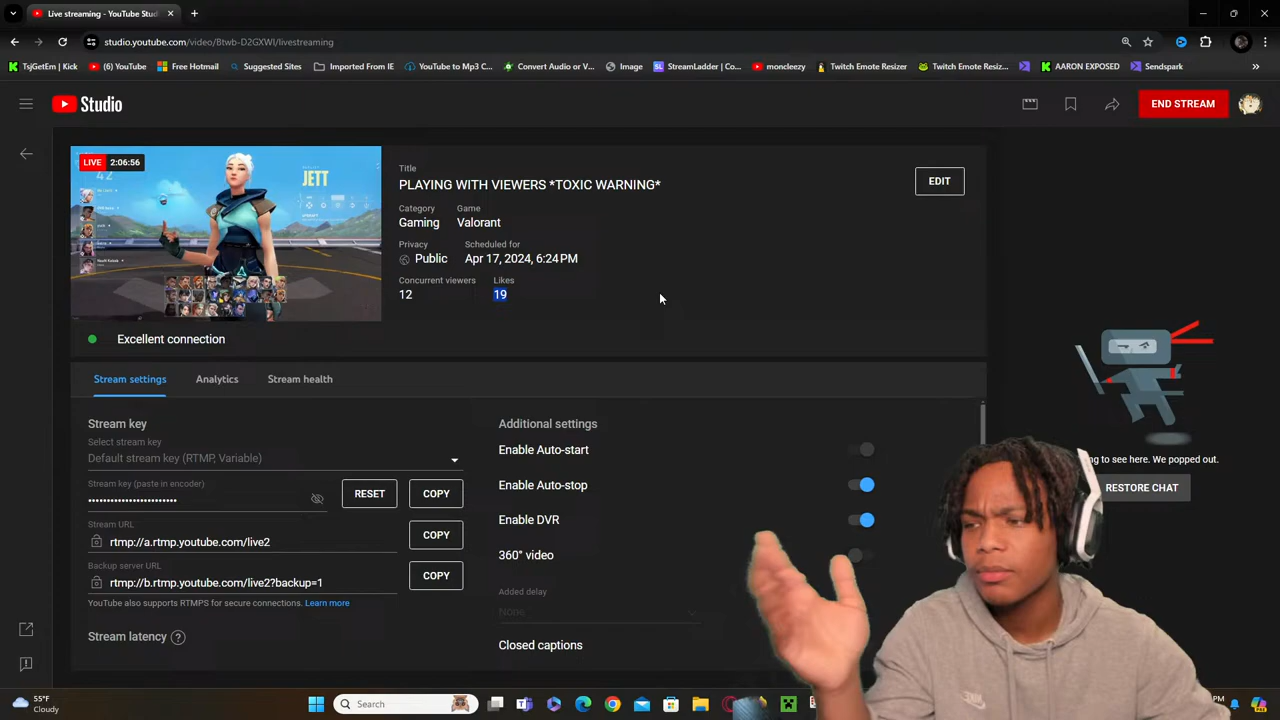 Live streaming - YouTube Stud
studio.youtube.com/video/Btwb-D2GXWI/livestreaming
TsjGetEm | Kick
(6) YouTube
Free Hotmail
Suggested Sites
Imported From IE
YouTube to Mp3 C...
Convert Audio or V...
Image
StreamLadder | Co...
mondeezy
Twitch Emote Resizer
Twitch Emote Resiz...
AARON EXPOSED
Sendspark
Studio
END STREAM
LIVE 2:06:56
JETT
Title
PLAYING WITH VIEWERS *TOXIC WARNING*
EDIT
Category Game
Gaming Valorant
Privacy Scheduled for
Public Apr 17, 2024, 6:24 PM
Concurrent viewers Likes
12 19
Excellent connection
Stream settings Analytics Stream health
Stream key
Select stream key
Default stream key (RTMP, Variable)
Stream key (paste in encoder)
RESET COPY
Stream URL
rtmp://a.rtmp.youtube.com/live2
COPY
Backup server URL
rtmp://b.rtmp.youtube.com/live2?backup=1
COPY
YouTube also supports RTMPS for secure connections. Learn more
Stream latency ?
Additional settings
Enable Auto-start
Enable Auto-stop
Enable DVR
360° video
Added delay
None
Closed captions
ng to see here. We popped out.
RESTORE CHAT
55°F
Cloudy
Search
PM